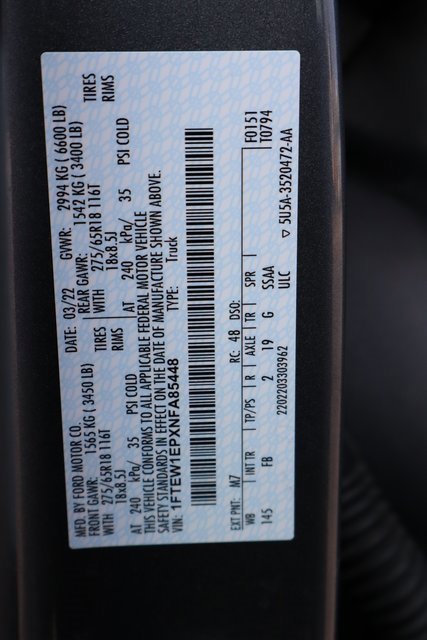 MFD. BY FORD MOTOR CO.
DATE: 03/22 GVWR: 2994 KG ( 6600 LB)
FRONT GAWR: 1565 KG ( 3450 LB) REAR GAWR: 1542 KG ( 3400 LB)
WITH 275/65R18 116T TIRES WITH 275/65R18 116T TIRES
18x8.5J RIMS 18x8.5J RIMS
AT 240 kPa/ 35 PSI COLD AT 240 kPa/ 35 PSI COLD
THIS VEHICLE CONFORMS TO ALL APPLICABLE FEDERAL MOTOR VEHICLE
SAFETY STANDARDS IN EFFECT ON THE DATE OF MANUFACTURE SHOWN ABOVE.
VIN: 1FTEW1EPXNFA85448 TYPE: Truck
F0151
T0794
EXT PNT: M7 RC: 48 DSO:
WB INT TR TP/PS R AXLE TR SPR
145 FB 2 19 G SSAA
ULC
2202203303962
▽ 5U5A-3520472-AA